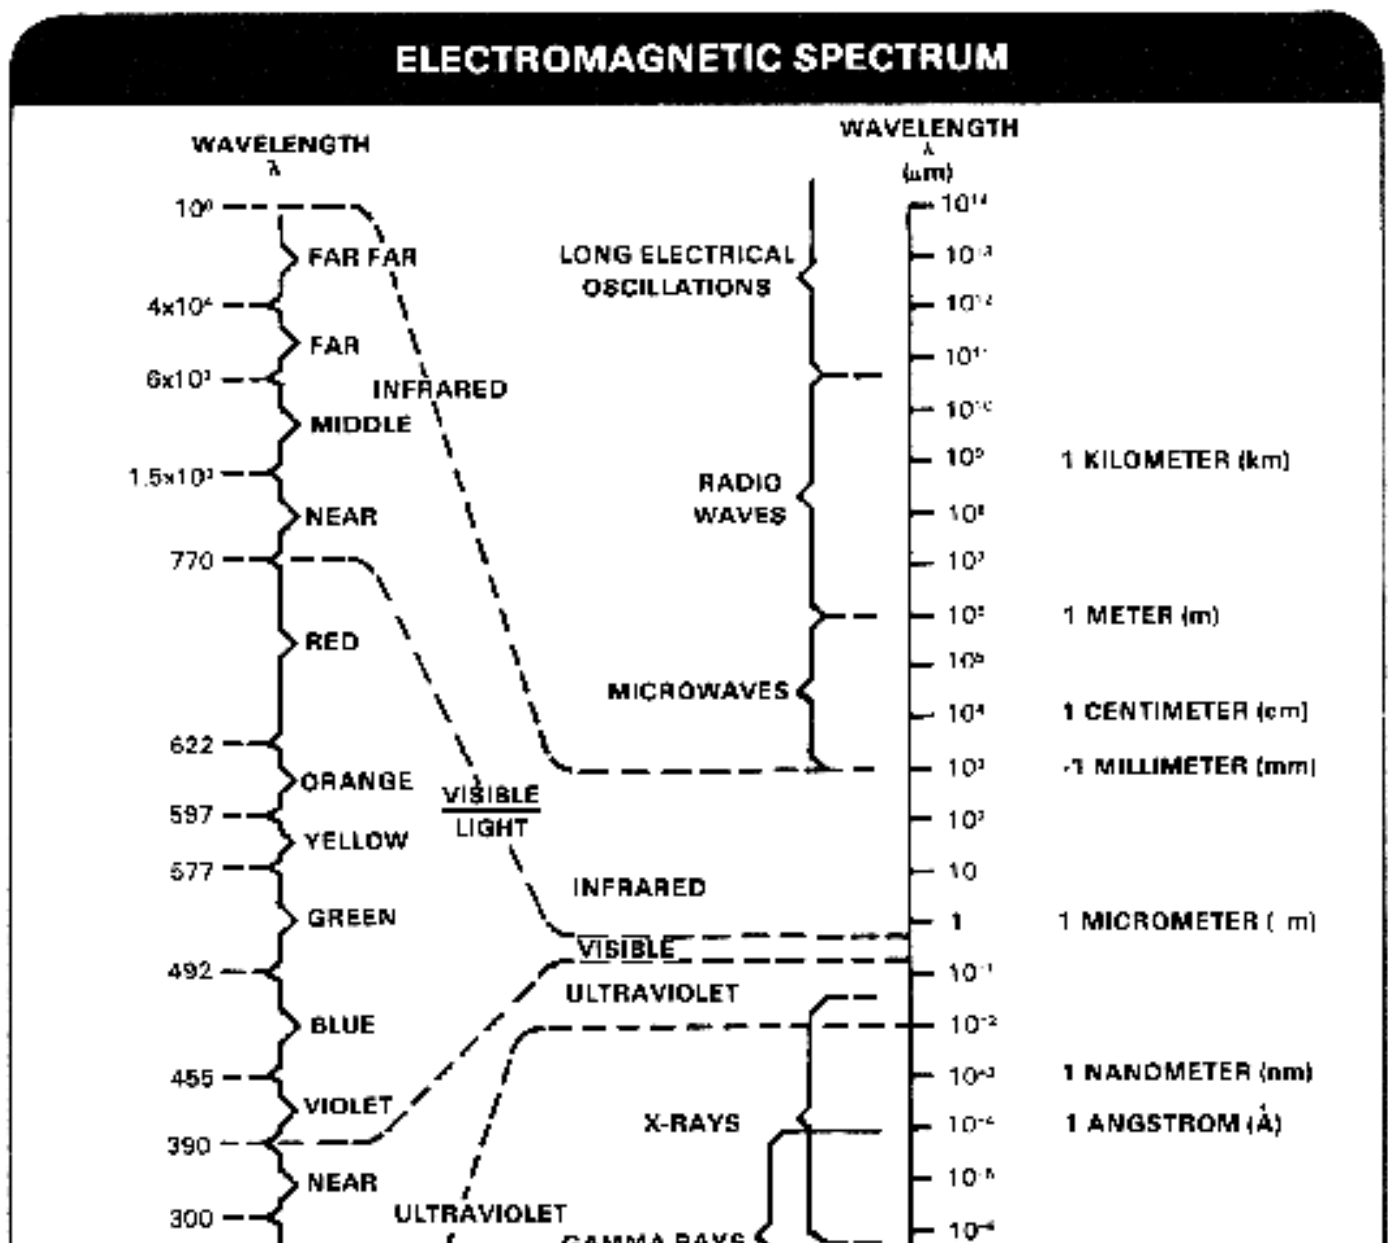 ELECTROMAGNETIC SPECTRUM
WAVELENGTH
λ
10⁶
FAR FAR
4x10⁴
FAR
6x10³
INFRARED
MIDDLE
1.5x10³
NEAR
770
RED
622
ORANGE
597
VISIBLE
LIGHT
YELLOW
577
GREEN
492
BLUE
455
VIOLET
390
NEAR
300
ULTRAVIOLET
LONG ELECTRICAL
OSCILLATIONS
RADIO
WAVES
MICROWAVES
INFRARED
VISIBLE
ULTRAVIOLET
X-RAYS
GAMMA RAYS
WAVELENGTH
λ
(μm)
10¹⁴
10¹³
10¹²
10¹¹
10¹⁰
10⁹ 1 KILOMETER (km)
10⁸
10⁷
10⁶ 1 METER (m)
10⁵
10⁴ 1 CENTIMETER (cm)
10³ 1 MILLIMETER (mm)
10²
10
1 1 MICROMETER ( m)
10⁻¹
10⁻²
10⁻³ 1 NANOMETER (nm)
10⁻⁴ 1 ANGSTROM (Å)
10⁻⁵
10⁻⁶